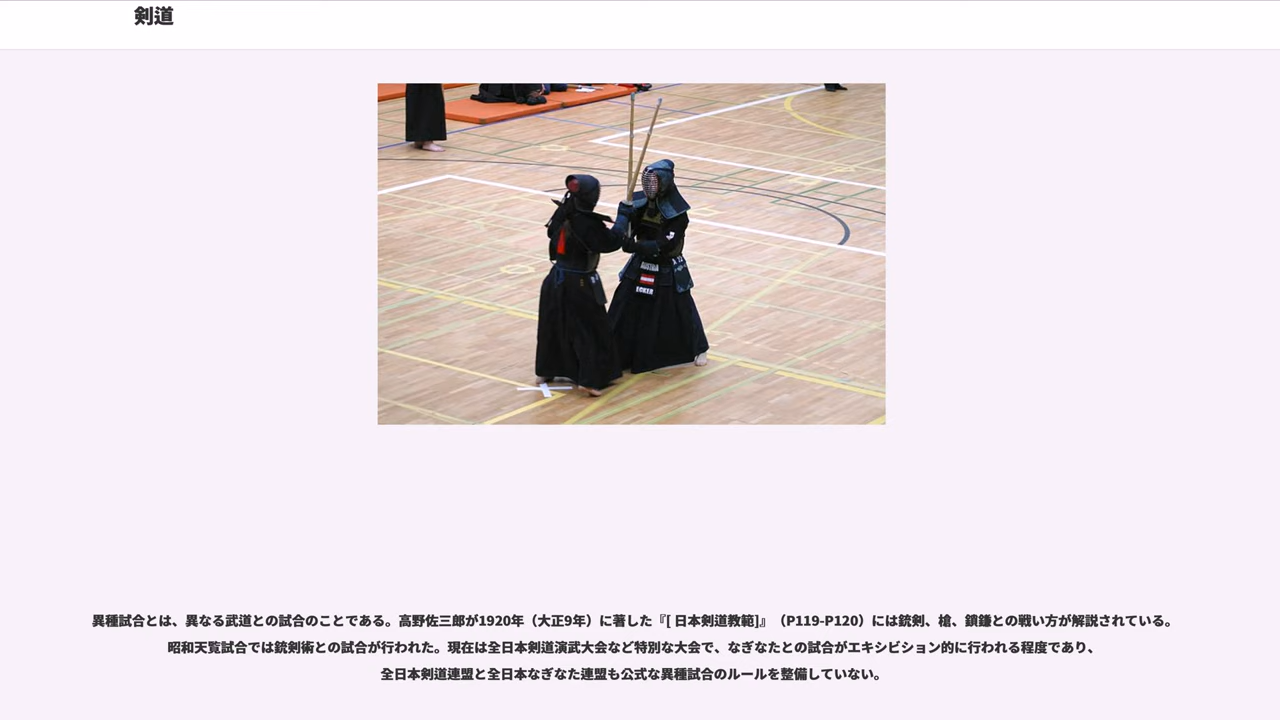 剣道
AUSTRIA
ECKER
異種試合とは、異なる武道との試合のことである。高野佐三郎が1920年（大正9年）に著した『[ 日本剣道教範]』（P119-P120）には銃剣、槍、鎖鎌との戦い方が解説されている。
昭和天覧試合では銃剣術との試合が行われた。現在は全日本剣道演武大会など特別な大会で、なぎなたとの試合がエキシビション的に行われる程度であり、
全日本剣道連盟と全日本なぎなた連盟も公式な異種試合のルールを整備していない。